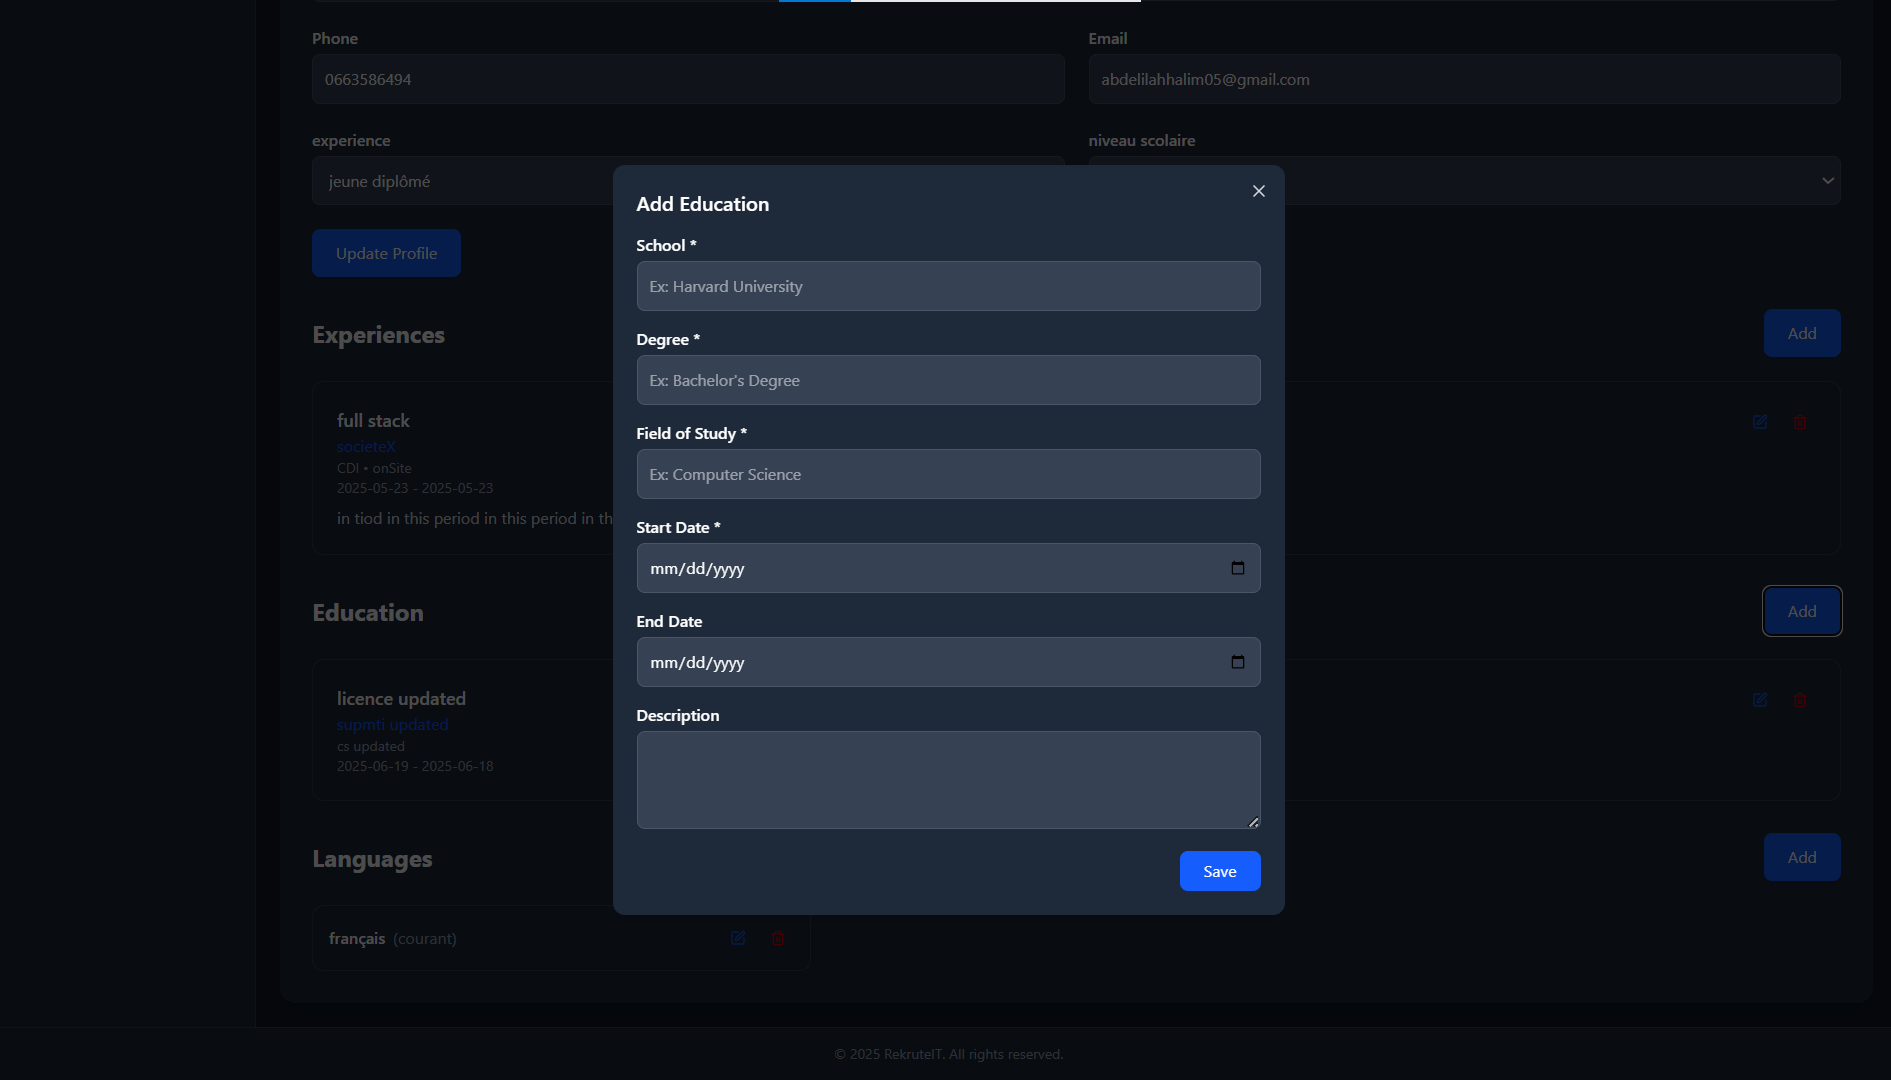 Phone
Email
0663586494
abdelilahhalim05@gmail.com
experience
niveau scolaire
jeune diplômé
Update Profile
Experiences
Add
full stack
societeX
CDI • onSite
2025-05-23 - 2025-05-23
in tiod in this period in this period in th
Education
Add
licence updated
supmti updated
cs updated
2025-06-19 - 2025-06-18
Languages
Add
français (courant)
Add Education
School *
Ex: Harvard University
Degree *
Ex: Bachelor's Degree
Field of Study *
Ex: Computer Science
Start Date *
mm/dd/yyyy
End Date
mm/dd/yyyy
Description
Save
© 2025 RekruteIT. All rights reserved.